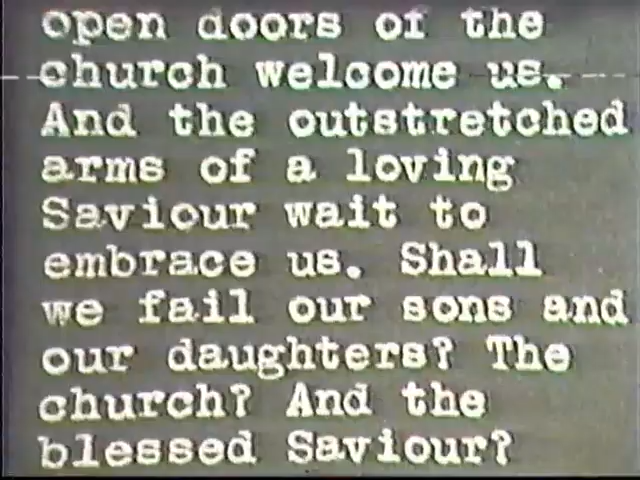 open doors of the
church welcome us.
And the outstretched
arms of a loving
Saviour wait to
embrace us. Shall
we fail our sons and
our daughters? The
church? And the
blessed Saviour?